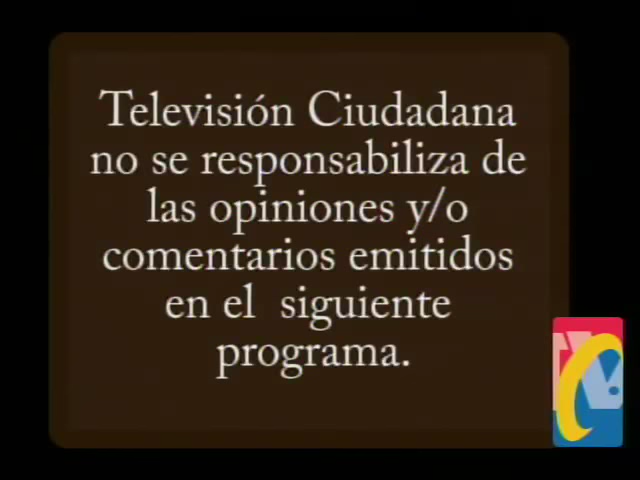 Televisión Ciudadana
no se responsabiliza de
las opiniones y/o
comentarios emitidos
en el siguiente
programa.